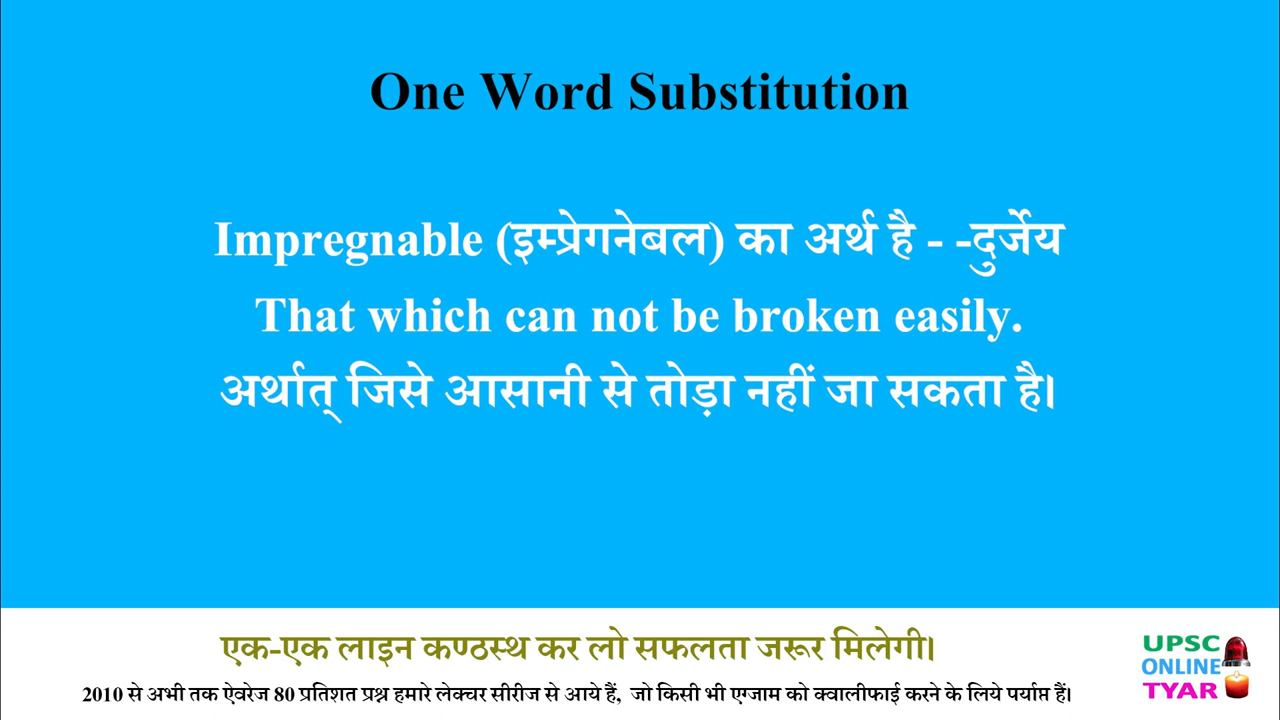 One Word Substitution
Impregnable (इम्प्रेगनेबल) का अर्थ है - -दुर्जेय
That which can not be broken easily.
अर्थात् जिसे आसानी से तोड़ा नहीं जा सकता है।
एक-एक लाइन कण्ठस्थ कर लो सफलता जरूर मिलेगी।
2010 से अभी तक ऐवरेज 80 प्रतिशत प्रश्न हमारे लेक्चर सीरीज से आये हैं, जो किसी भी एग्जाम को क्वालीफाई करने के लिये पर्याप्त हैं।
UPSC
ONLINE
TYAR